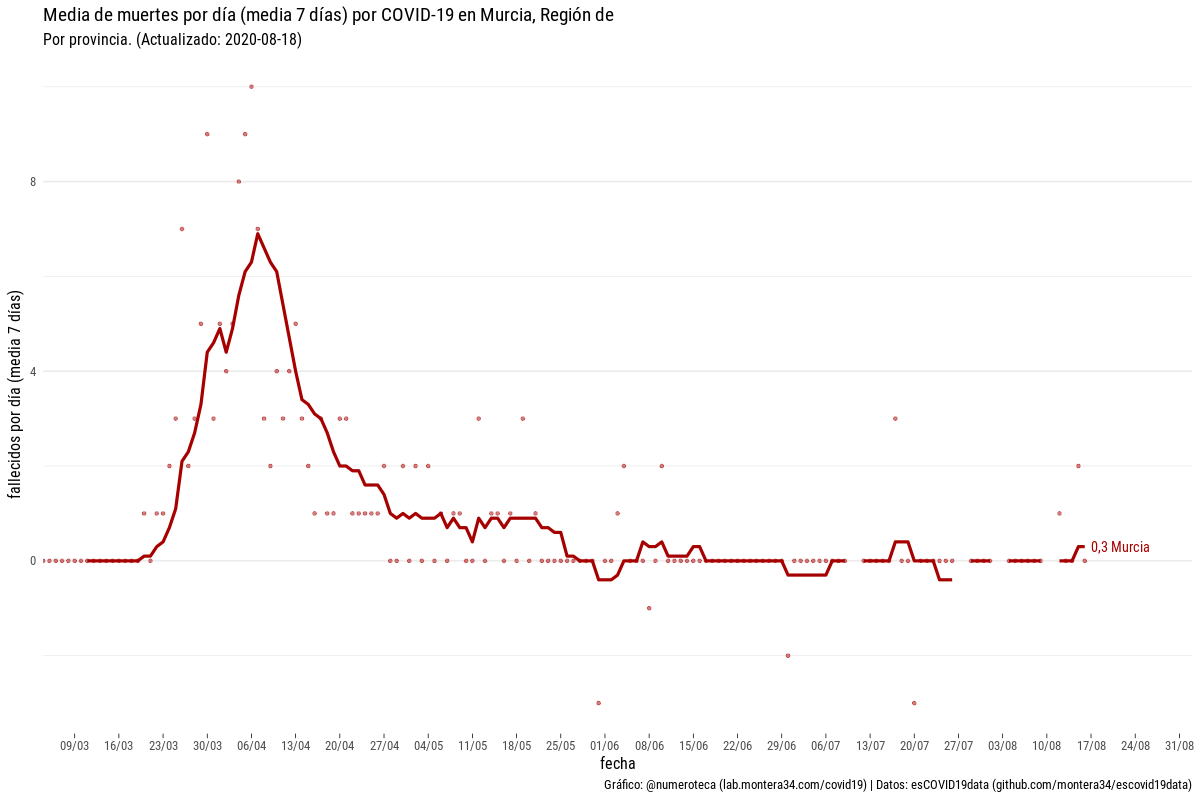 Media de muertes por día (media 7 días) por COVID-19 en Murcia, Región de
Por provincia. (Actualizado: 2020-08-18)
fallecidos por día (media 7 días)
8
4
0
0,3 Murcia
09/03 16/03 23/03 30/03 06/04 13/04 20/04 27/04 04/05 11/05 18/05 25/05 01/06 08/06 15/06 22/06 29/06 06/07 13/07 20/07 27/07 03/08 10/08 17/08 24/08 31/08
fecha
Gráfico: @numeroteca (lab.montera34.com/covid19) | Datos: esCOVID19data (github.com/montera34/escovid19data)